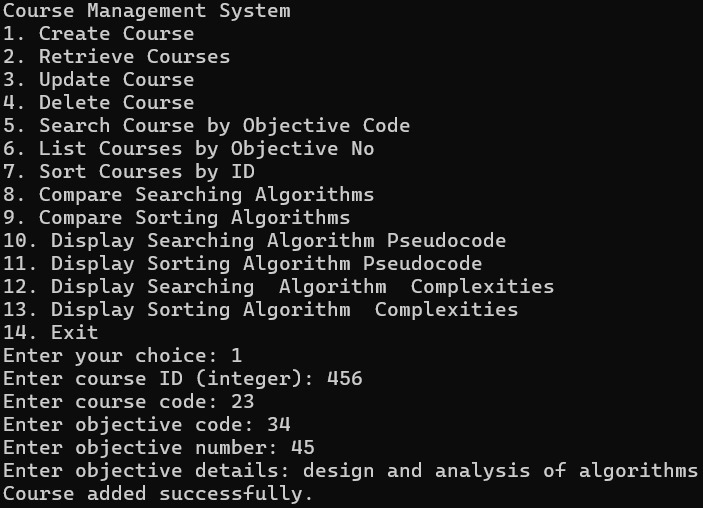 Course Management System
1. Create Course
2. Retrieve Courses
3. Update Course
4. Delete Course
5. Search Course by Objective Code
6. List Courses by Objective No
7. Sort Courses by ID
8. Compare Searching Algorithms
9. Compare Sorting Algorithms
10. Display Searching Algorithm Pseudocode
11. Display Sorting Algorithm Pseudocode
12. Display Searching  Algorithm  Complexities
13. Display Sorting Algorithm  Complexities
14. Exit
Enter your choice: 1
Enter course ID (integer): 456
Enter course code: 23
Enter objective code: 34
Enter objective number: 45
Enter objective details: design and analysis of algorithms
Course added successfully.